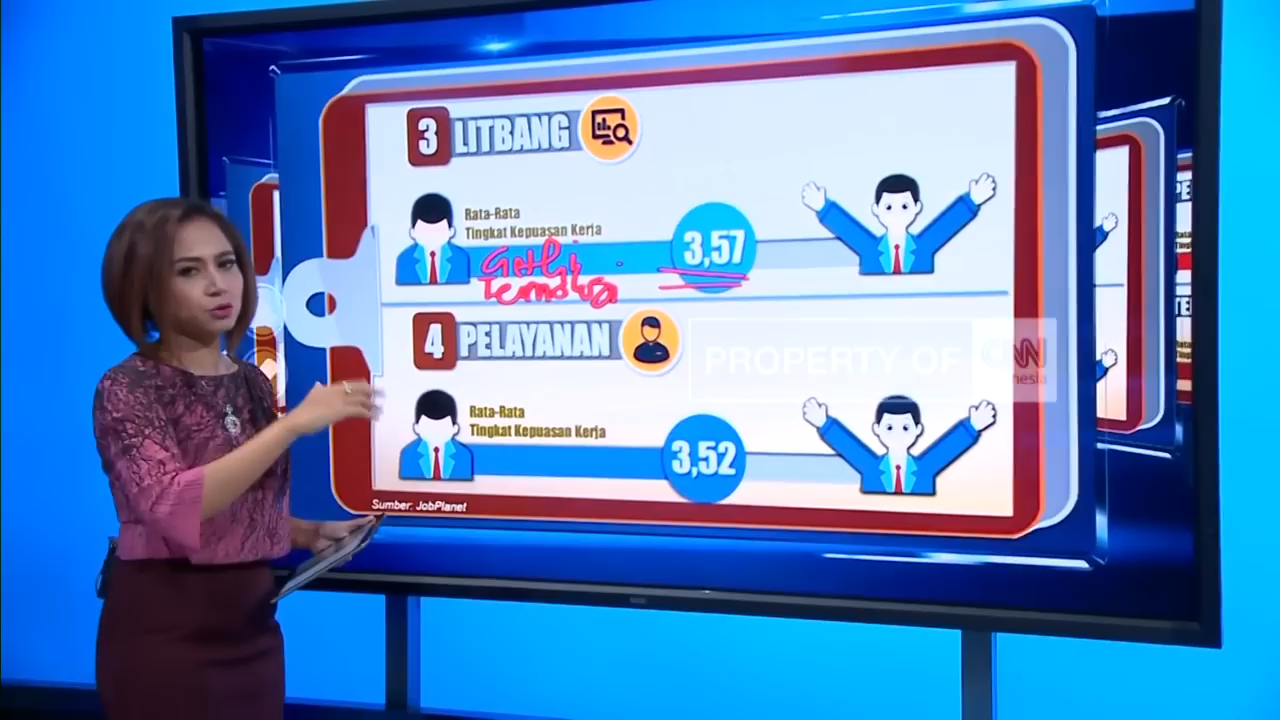 3 LITBANG
Rata-Rata
Tingkat Kepuasan Kerja
3,57
4 PELAYANAN
PROPERTY OF CNN
Rata-Rata
Tingkat Kepuasan Kerja
3,52
Sumber: JobPlanet